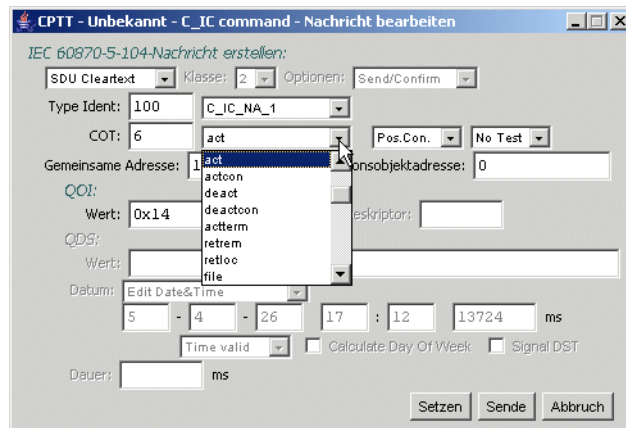 CPTT - Unbekannt - C_IC command - Nachricht bearbeiten
IEC 60870-5-104-Nachricht erstellen:
SDU Cleartext Klasse: 2 Optionen: Send/Confirm
Type Ident: 100 C_IC_NA_1
COT: 6 act Pos.Con. No Test
Gemeinsame Adresse: 1 onsobjektadresse: 0
act
actcon
deact
deactcon
actterm
retrem
retloc
file
QOI:
Wert: 0x14 eskriptor:
QDS:
Wert:
Datum: Edit Date&Time
5 - 4 - 26 17 : 12 13724 ms
Time valid Calculate Day Of Week Signal DST
Dauer: ms
Setzen Sende Abbruch